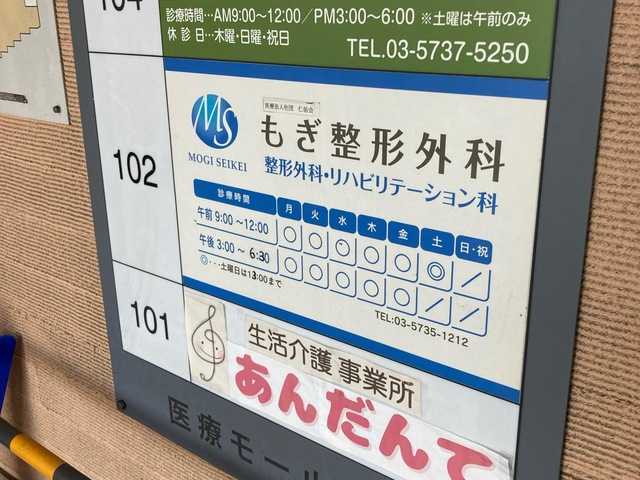 104
診療時間…AM9:00～12:00／PM3:00～6:00 ※土曜は午前のみ
休診日…木曜・日曜・祝日
TEL.03-5737-5250
102
MS
MOGI SEIKEI
医療法人社団 仁佑会
もぎ整形外科
整形外科・リハビリテーション科
診療時間 月 火 水 木 金 土 日・祝
午前9:00～12:00 ○ ○ ○ ○ ○ ◎ ／
午後3:00～6:30 ○ ○ ○ ○ ○ ／ ／
◎…土曜日は13:00まで
TEL:03-5735-1212
101
生活介護 事業所
あんだんて
医療モール